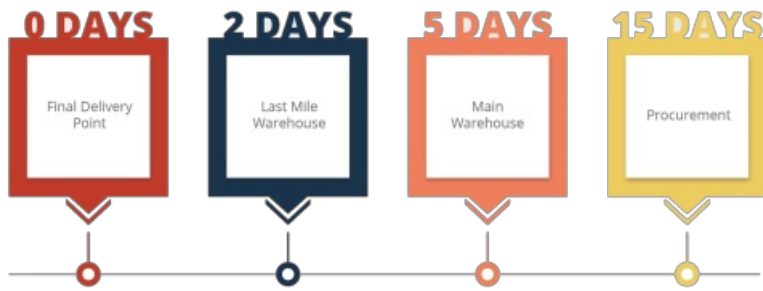 0 DAYS
2 DAYS
5 DAYS
15 DAYS
Final Delivery
Point
Last Mile
Warehouse
Main
Warehouse
Procurement